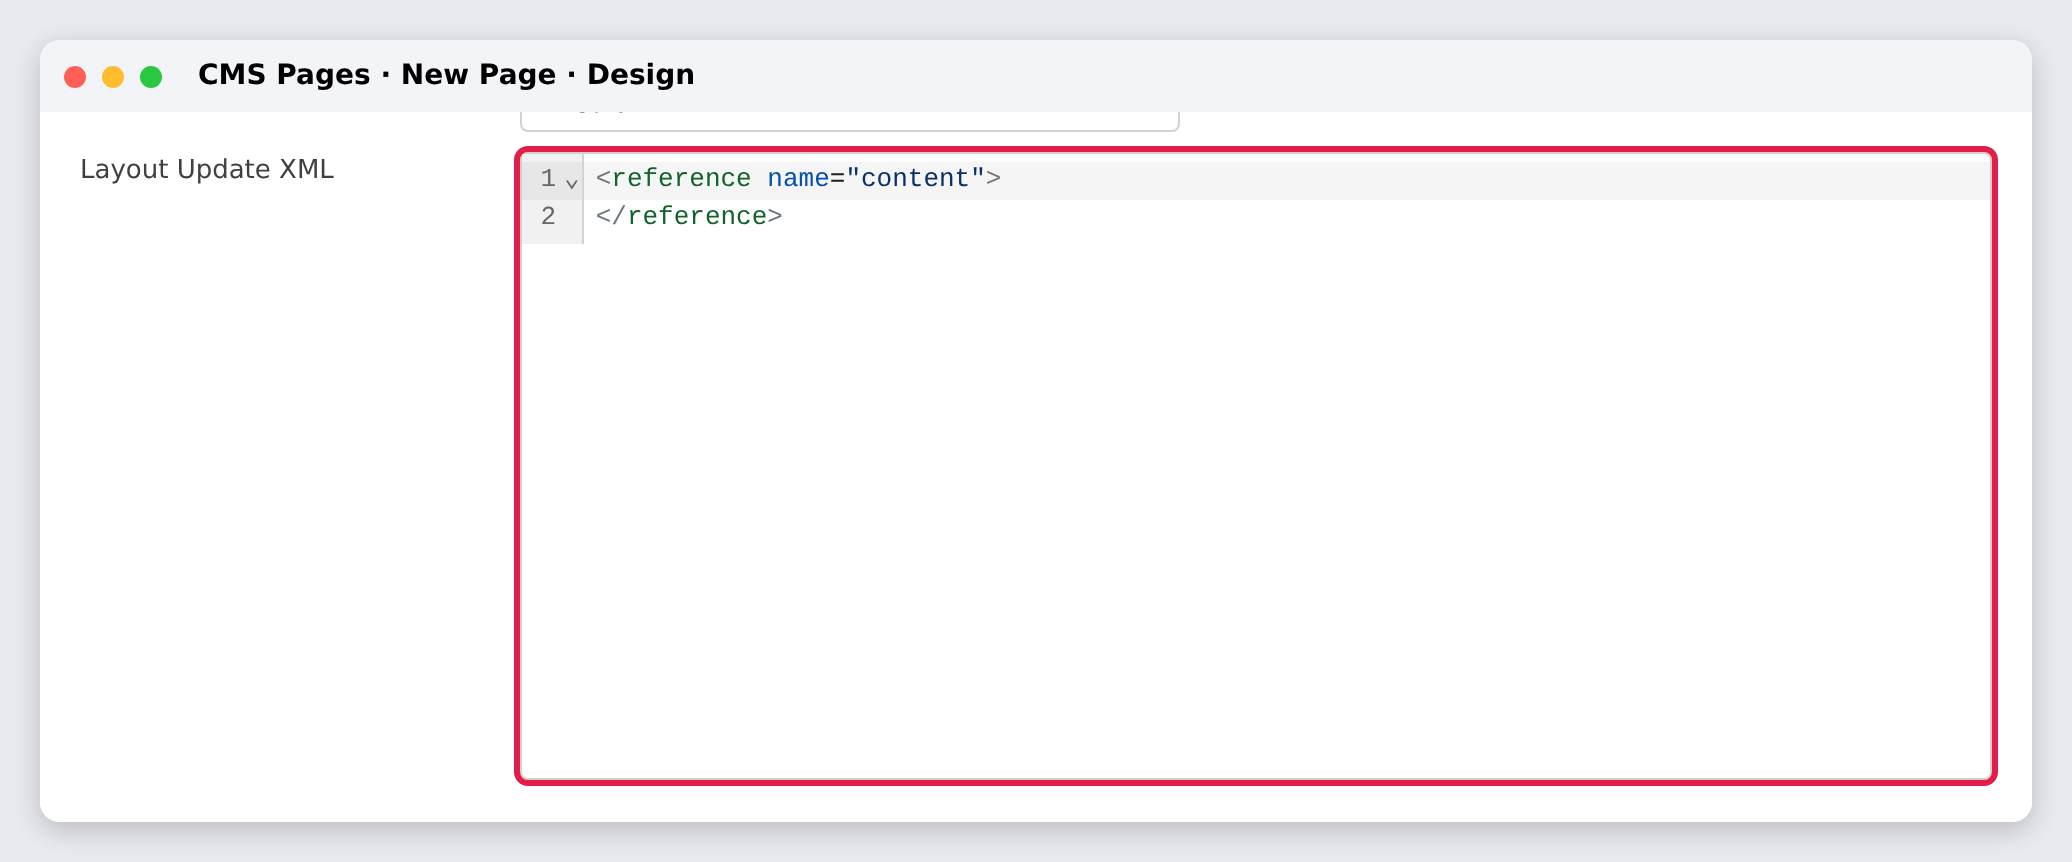 CMS Pages · New Page · Design
Layout Update XML
1 <reference name="content">
2 </reference>